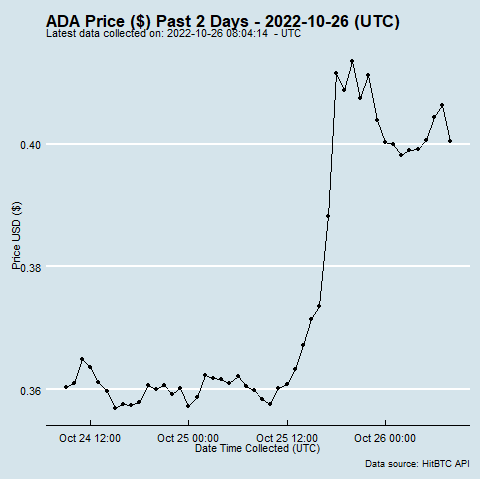 ADA Price ($) Past 2 Days - 2022-10-26 (UTC)
Latest data collected on: 2022-10-26 08:04:14 - UTC
Price USD ($)
0.40
0.38
0.36
Oct 24 12:00 Oct 25 00:00 Oct 25 12:00 Oct 26 00:00
Date Time Collected (UTC)
Data source: HitBTC API